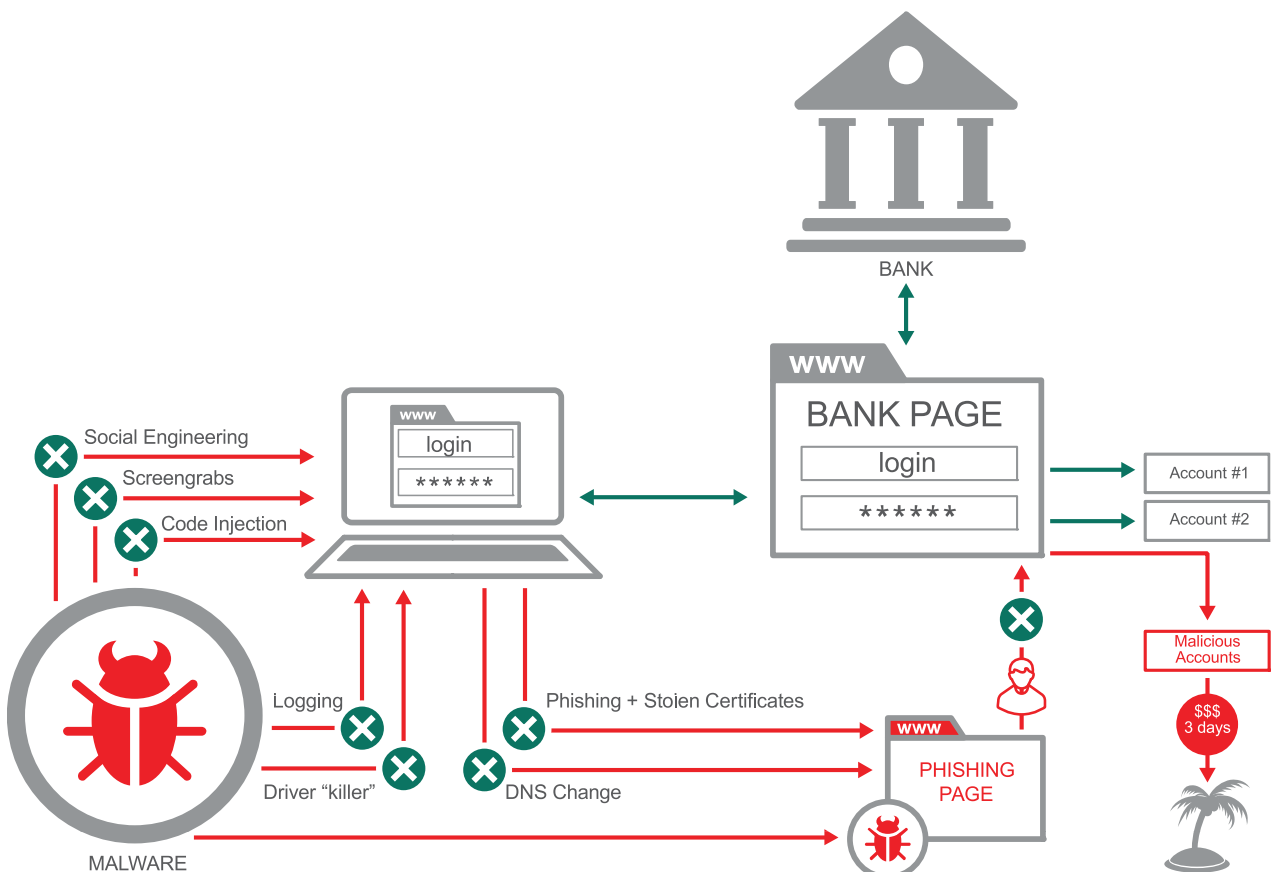 BANK
www
BANK PAGE
login
******
Account #1
Account #2
www
login
******
Social Engineering
Screengrabs
Code Injection
Logging
Driver “killer”
MALWARE
Phishing + Stolen Certificates
DNS Change
www
PHISHING
PAGE
Malicious
Accounts
$$$
3 days